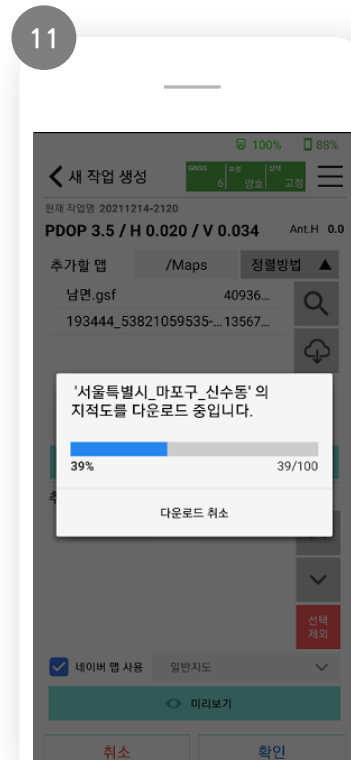 11
100% 88%
새 작업 생성
GNSS 6 보정 양호 상태 고정
현재 작업명 20211214-2120
PDOP 3.5 / H 0.020 / V 0.034 Ant.H 0.0
추가할 맵 /Maps 정렬방법 ▲
남면.gsf 40936...
193444_53821059535-... 13567...
'서울특별시_마포구_신수동' 의
지적도를 다운로드 중입니다.
39% 39/100
다운로드 취소
선택
제외
네이버 맵 사용 일반지도
미리보기
취소 확인